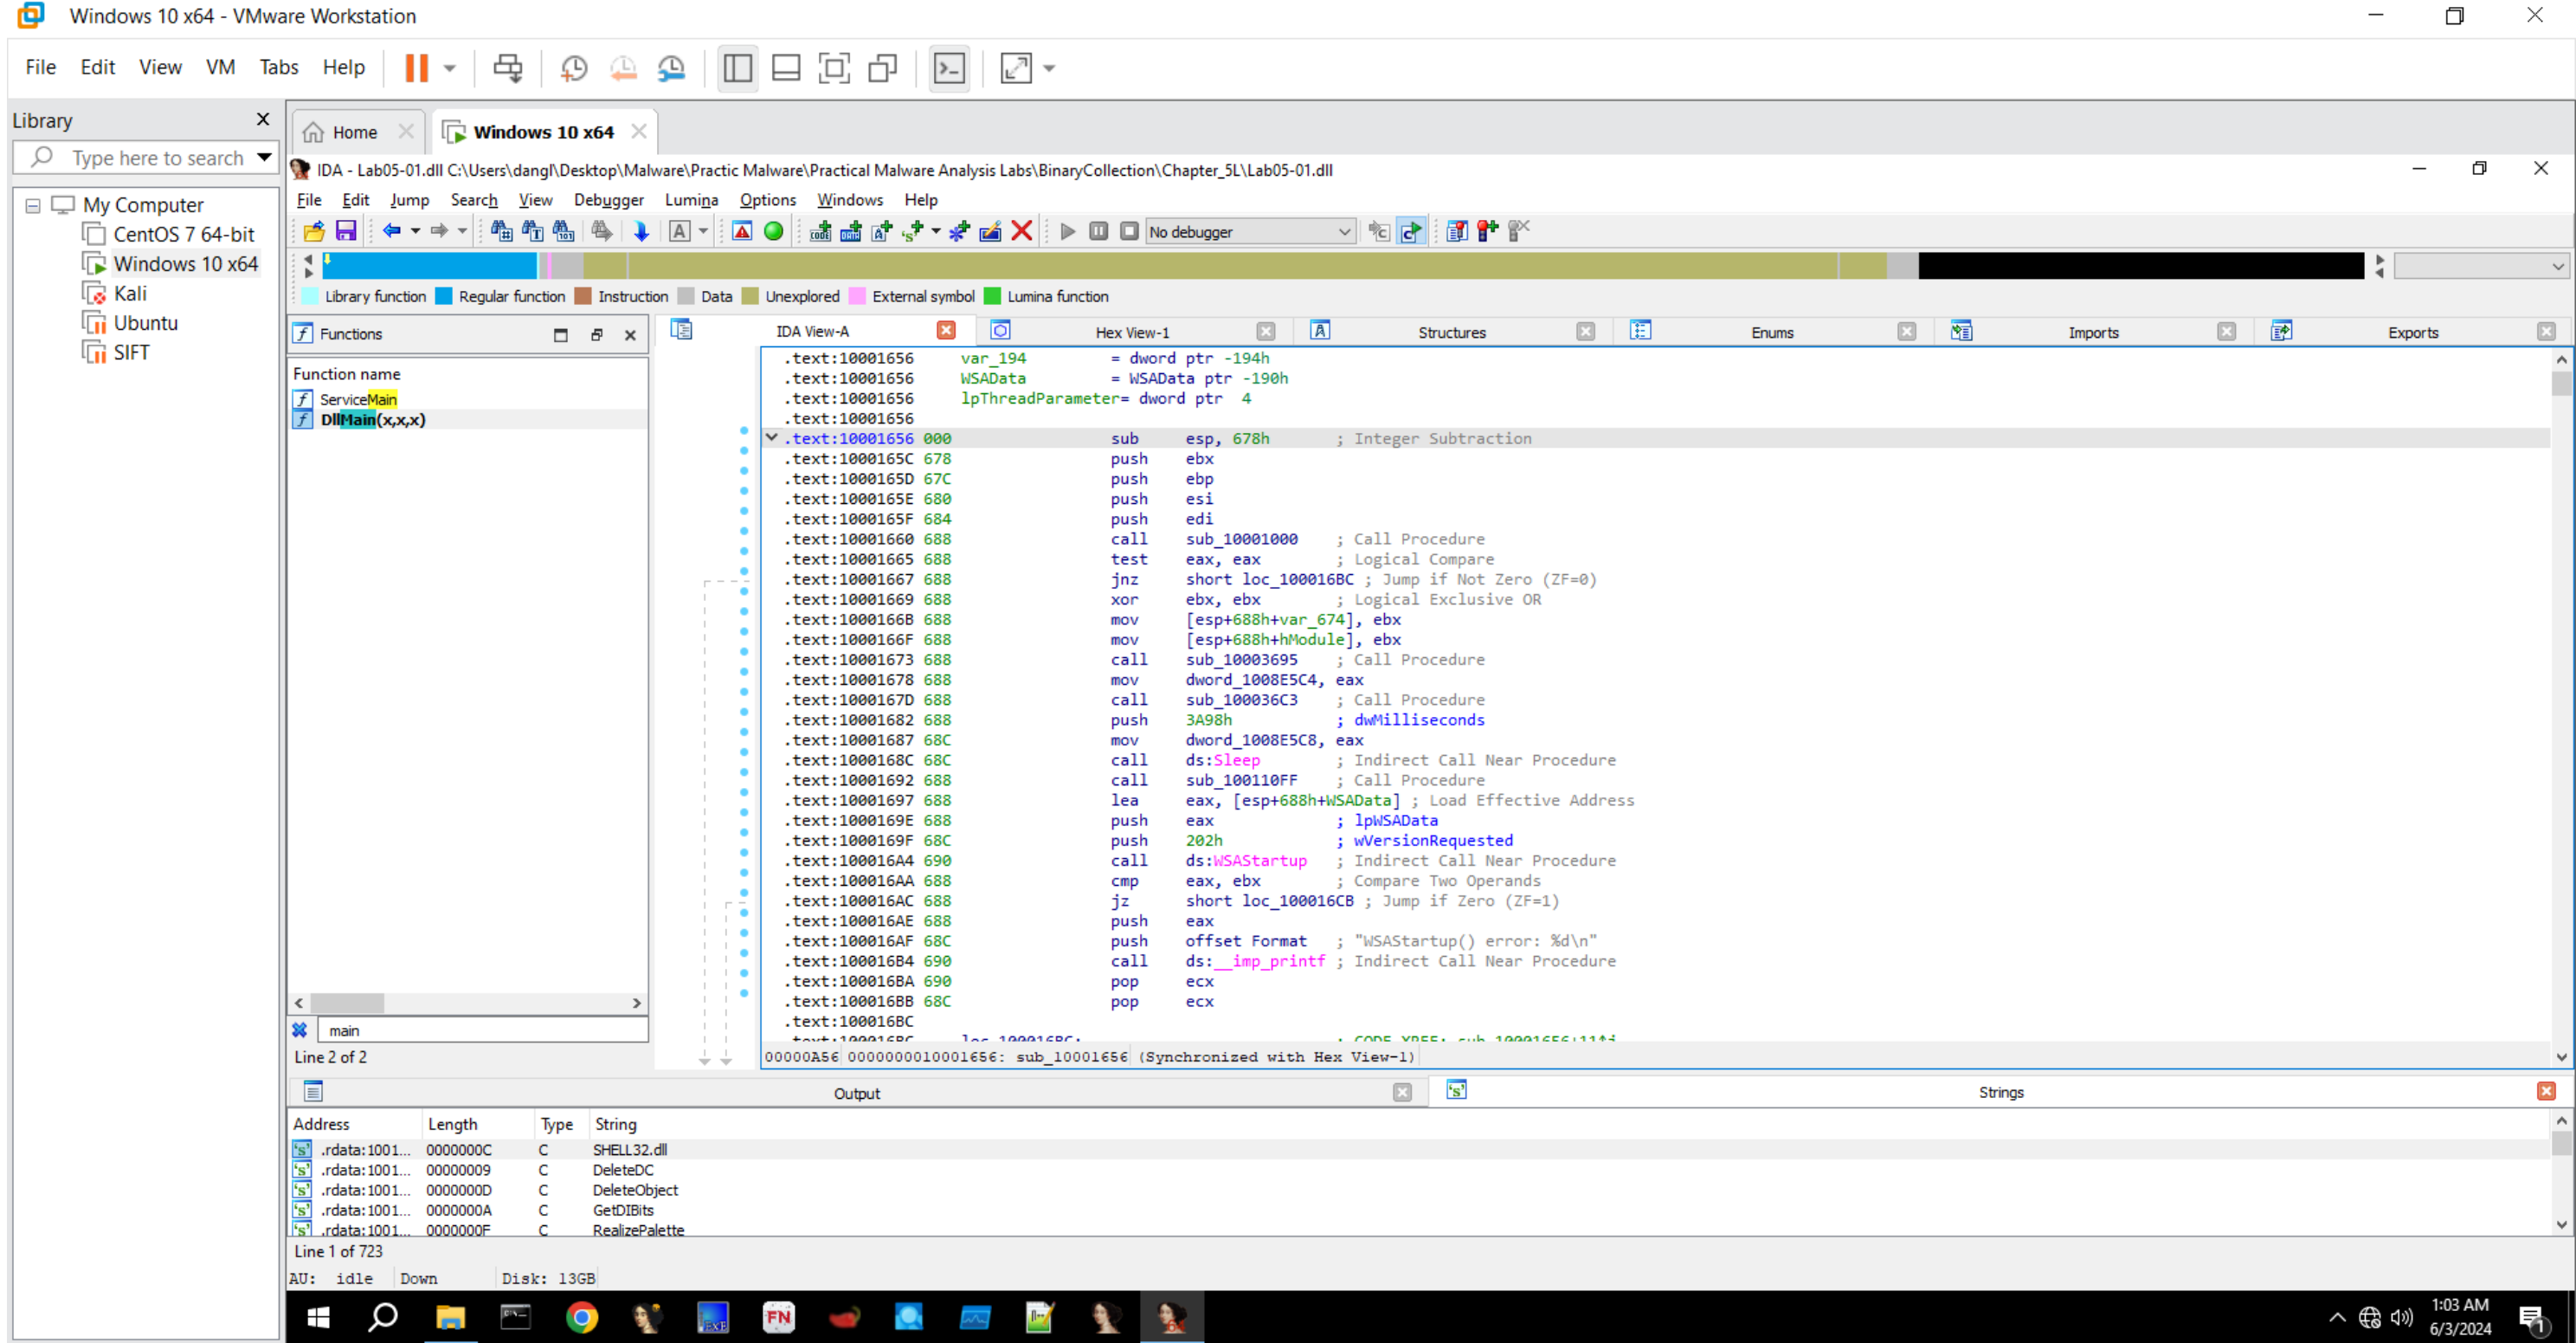 Windows 10 x64 - VMware Workstation
File Edit View VM Tabs Help
Library
Type here to search
My Computer
CentOS 7 64-bit
Windows 10 x64
Kali
Ubuntu
SIFT
Home Windows 10 x64
IDA - Lab05-01.dll C:\Users\dangl\Desktop\Malware\Practic Malware\Practical Malware Analysis Labs\BinaryCollection\Chapter_5L\Lab05-01.dll
File Edit Jump Search View Debugger Lumina Options Windows Help
No debugger
Library function Regular function Instruction Data Unexplored External symbol Lumina function
Functions
Function name
ServiceMain
DllMain(x,x,x)
main
Line 2 of 2
IDA View-A Hex View-1 Structures Enums Imports Exports
.text:10001656 var_194 = dword ptr -194h
.text:10001656 WSAData = WSAData ptr -190h
.text:10001656 lpThreadParameter= dword ptr 4
.text:10001656
.text:10001656 000 sub esp, 678h ; Integer Subtraction
.text:1000165C 678 push ebx
.text:1000165D 67C push ebp
.text:1000165E 680 push esi
.text:1000165F 684 push edi
.text:10001660 688 call sub_10001000 ; Call Procedure
.text:10001665 688 test eax, eax ; Logical Compare
.text:10001667 688 jnz short loc_100016BC ; Jump if Not Zero (ZF=0)
.text:10001669 688 xor ebx, ebx ; Logical Exclusive OR
.text:1000166B 688 mov [esp+688h+var_674], ebx
.text:1000166F 688 mov [esp+688h+hModule], ebx
.text:10001673 688 call sub_10003695 ; Call Procedure
.text:10001678 688 mov dword_1008E5C4, eax
.text:1000167D 688 call sub_100036C3 ; Call Procedure
.text:10001682 688 push 3A98h ; dwMilliseconds
.text:10001687 68C mov dword_1008E5C8, eax
.text:1000168C 68C call ds:Sleep ; Indirect Call Near Procedure
.text:10001692 688 call sub_100110FF ; Call Procedure
.text:10001697 688 lea eax, [esp+688h+WSAData] ; Load Effective Address
.text:1000169E 688 push eax ; lpWSAData
.text:1000169F 68C push 202h ; wVersionRequested
.text:100016A4 690 call ds:WSAStartup ; Indirect Call Near Procedure
.text:100016AA 688 cmp eax, ebx ; Compare Two Operands
.text:100016AC 688 jz short loc_100016CB ; Jump if Zero (ZF=1)
.text:100016AE 688 push eax
.text:100016AF 68C push offset Format ; "WSAStartup() error: %d\n"
.text:100016B4 690 call ds:__imp_printf ; Indirect Call Near Procedure
.text:100016BA 690 pop ecx
.text:100016BB 68C pop ecx
.text:100016BC
.text:100016BC loc_100016BC: ; CODE XREF: sub_10001656+11↑j
00000A56 0000000010001656: sub_10001656 (Synchronized with Hex View-1)
Output Strings
Address Length Type String
.rdata:1001... 0000000C C SHELL32.dll
.rdata:1001... 00000009 C DeleteDC
.rdata:1001... 0000000D C DeleteObject
.rdata:1001... 0000000A C GetDIBits
.rdata:1001... 0000000F C RealizePalette
Line 1 of 723
AU: idle Down Disk: 13GB
1:03 AM
6/3/2024